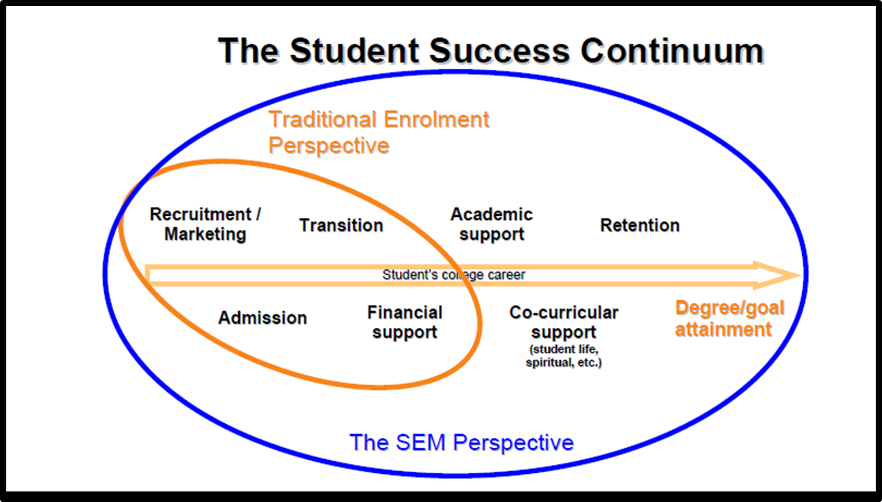 The Student Success Continuum
Traditional Enrolment
Perspective
Recruitment /
Marketing
Transition
Academic
support
Retention
Student's college career
Admission
Financial
support
Co-curricular
support
(student life,
spiritual, etc.)
Degree/goal
attainment
The SEM Perspective